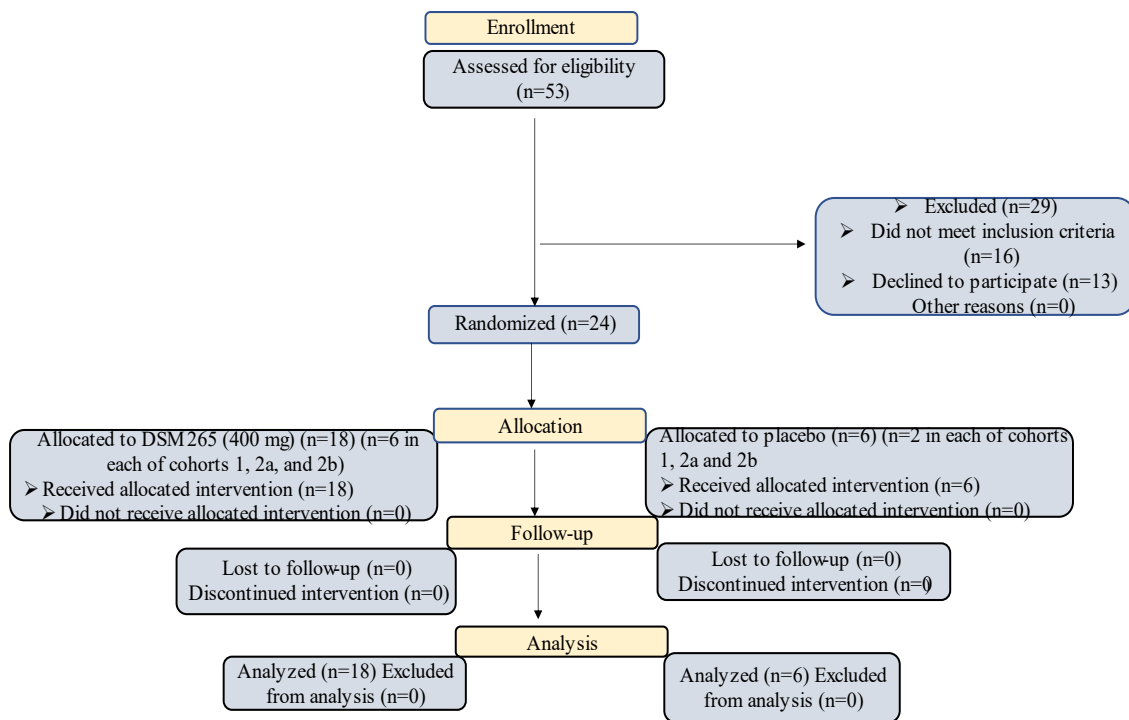 Enrollment
Assessed for eligibility
(n=53)
➢ Excluded (n=29)
➢ Did not meet inclusion criteria
(n=16)
➢ Declined to participate (n=13)
Other reasons (n=0)
Randomized (n=24)
Allocation
Allocated to DSM265 (400 mg) (n=18) (n=6 in
each of cohorts 1, 2a, and 2b)
➢ Received allocated intervention (n=18)
➢ Did not receive allocated intervention (n=0)
Allocated to placebo (n=6) (n=2 in each of cohorts
1, 2a and 2b
➢ Received allocated intervention (n=6)
➢ Did not receive allocated intervention (n=0)
Follow-up
Lost to follow-up (n=0)
Discontinued intervention (n=0)
Lost to follow-up (n=0)
Discontinued intervention (n=0)
Analysis
Analyzed (n=18) Excluded
from analysis (n=0)
Analyzed (n=6) Excluded
from analysis (n=0)